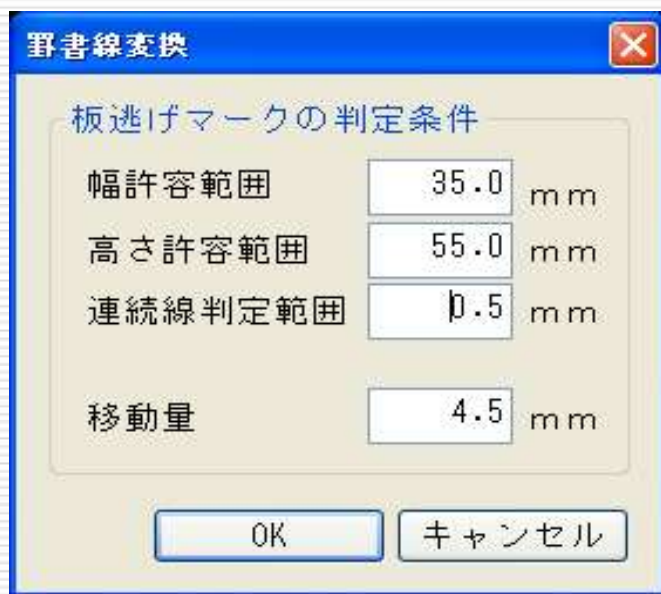 罫書線変換
板逃げマークの判定条件
幅許容範囲 35.0 mm
高さ許容範囲 55.0 mm
連続線判定範囲 0.5 mm
移動量 4.5 mm
OK キャンセル